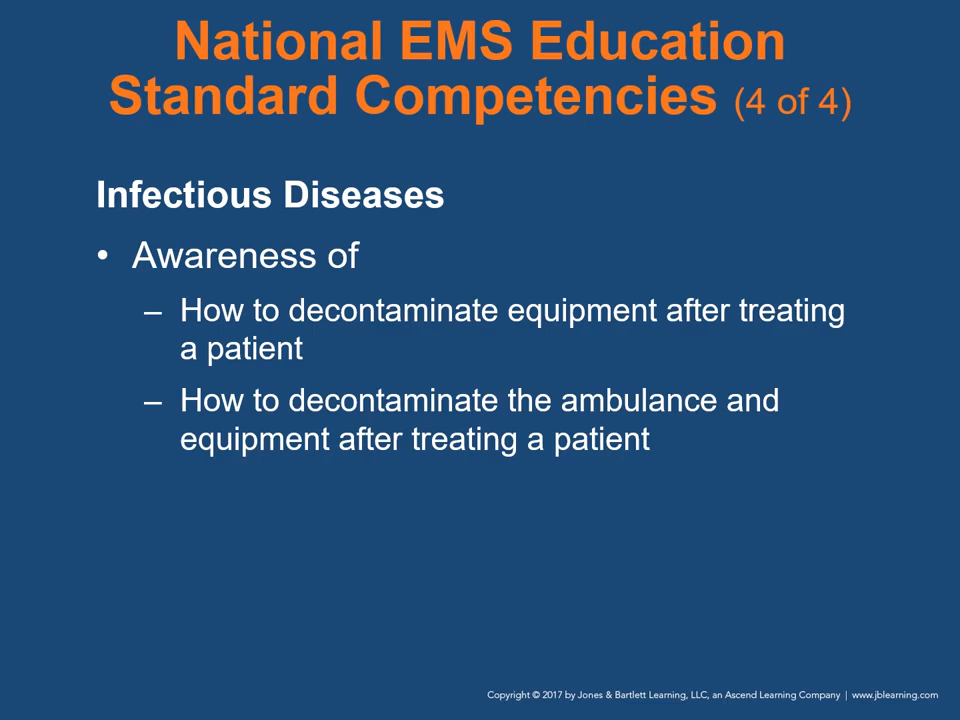 National EMS Education
Standard Competencies (4 of 4)
Infectious Diseases
• Awareness of
– How to decontaminate equipment after treating
a patient
– How to decontaminate the ambulance and
equipment after treating a patient
Copyright © 2017 by Jones & Bartlett Learning, LLC, an Ascend Learning Company | www.jblearning.com